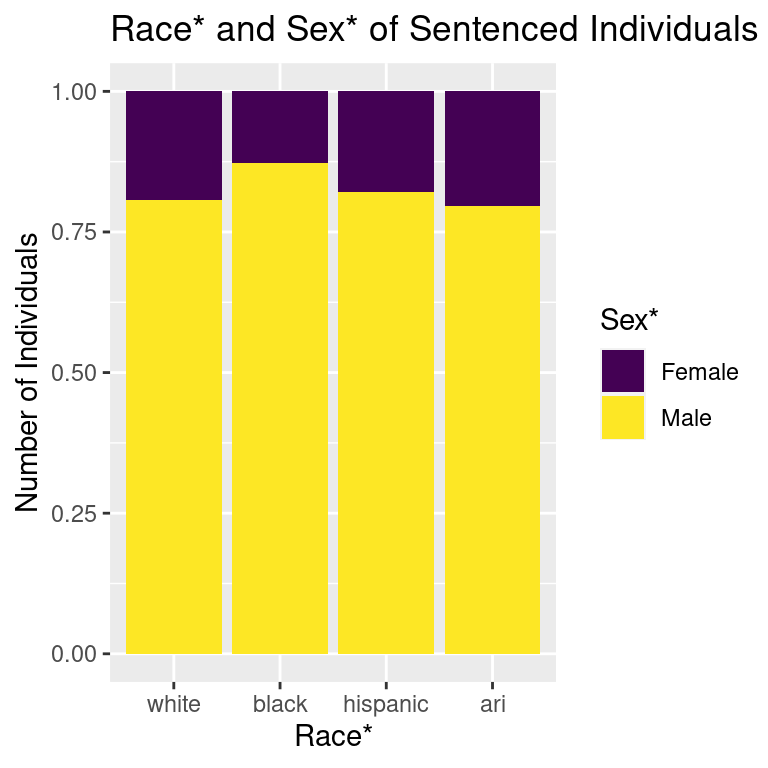 Race* and Sex* of Sentenced Individuals
Number of Individuals
1.00
0.75
0.50
0.25
0.00
white
black
hispanic
ari
Race*
Sex*
Female
Male